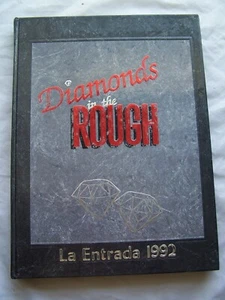 Diamonds
in the
ROUGH
La Entrada 1992